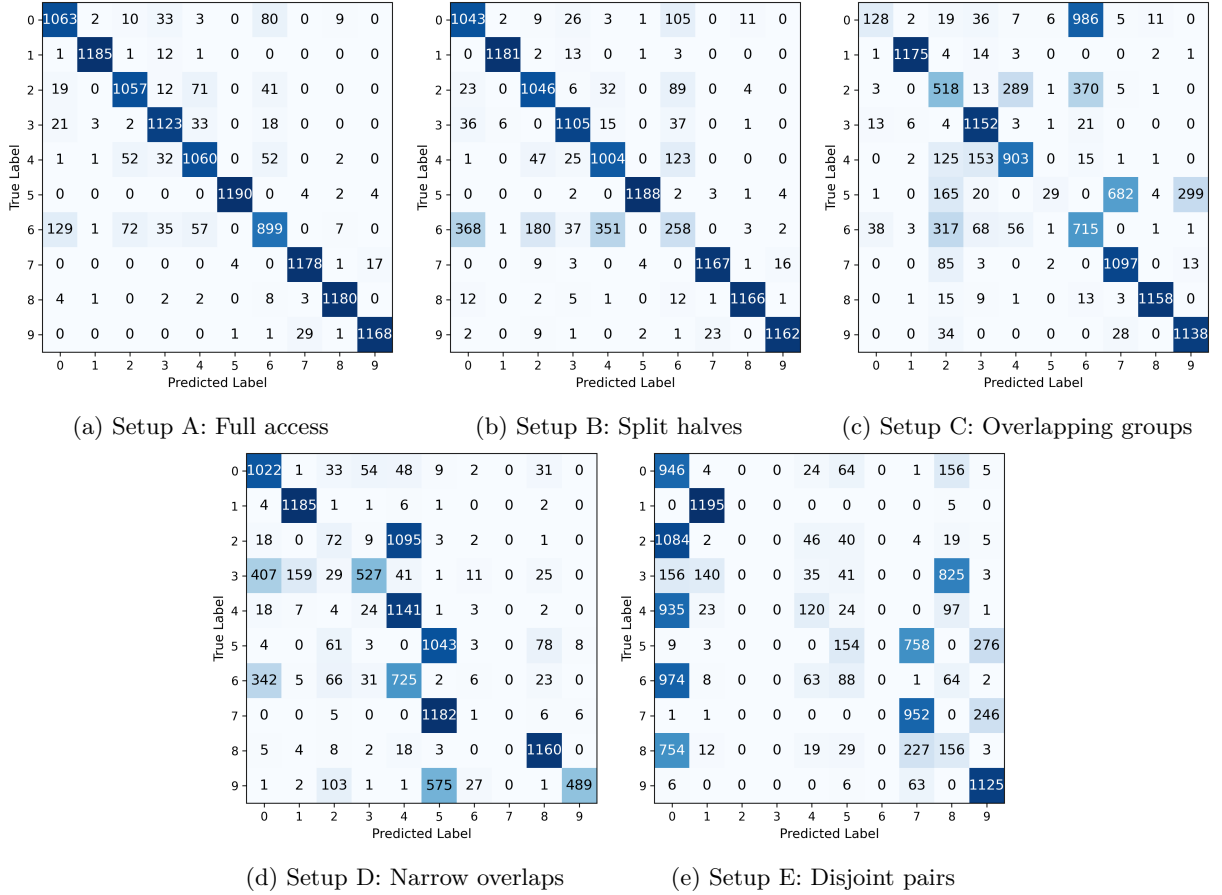 True Label
0 1063 2 10 33 3 0 80 0 9 0
1 1 1185 1 12 1 0 0 0 0 0
2 19 0 1057 12 71 0 41 0 0 0
3 21 3 2 1123 33 0 18 0 0 0
4 1 1 52 32 1060 0 52 0 2 0
5 0 0 0 0 0 1190 0 4 2 4
6 129 1 72 35 57 0 899 0 7 0
7 0 0 0 0 0 4 0 1178 1 17
8 4 1 0 2 2 0 8 3 1180 0
9 0 0 0 0 0 1 1 29 1 1168
0 1 2 3 4 5 6 7 8 9
Predicted Label
(a) Setup A: Full access
True Label
0 1043 2 9 26 3 1 105 0 11 0
1 0 1181 2 13 0 1 3 0 0 0
2 23 0 1046 6 32 0 89 0 4 0
3 36 6 0 1105 15 0 37 0 1 0
4 1 0 47 25 1004 0 123 0 0 0
5 0 0 0 2 0 1188 2 3 1 4
6 368 1 180 37 351 0 258 0 3 2
7 0 0 9 3 0 4 0 1167 1 16
8 12 0 2 5 1 0 12 1 1166 1
9 2 0 9 1 0 2 1 23 0 1162
0 1 2 3 4 5 6 7 8 9
Predicted Label
(b) Setup B: Split halves
True Label
0 128 2 19 36 7 6 986 5 11 0
1 1 1175 4 14 3 0 0 0 2 1
2 3 0 518 13 289 1 370 5 1 0
3 13 6 4 1152 3 1 21 0 0 0
4 0 2 125 153 903 0 15 1 1 0
5 1 0 165 20 0 29 0 682 4 299
6 38 3 317 68 56 1 715 0 1 1
7 0 0 85 3 0 2 0 1097 0 13
8 0 1 15 9 1 0 13 3 1158 0
9 0 0 34 0 0 0 0 28 0 1138
0 1 2 3 4 5 6 7 8 9
Predicted Label
(c) Setup C: Overlapping groups
True Label
0 1022 1 33 54 48 9 2 0 31 0
1 4 1185 1 1 6 1 0 0 2 0
2 18 0 72 9 1095 3 2 0 1 0
3 407 159 29 527 41 1 11 0 25 0
4 18 7 4 24 1141 1 3 0 2 0
5 4 0 61 3 0 1043 3 0 78 8
6 342 5 66 31 725 2 6 0 23 0
7 0 0 5 0 0 1182 1 0 6 6
8 5 4 8 2 18 3 0 0 1160 0
9 1 2 103 1 1 575 27 0 1 489
0 1 2 3 4 5 6 7 8 9
Predicted Label
(d) Setup D: Narrow overlaps
True Label
0 946 4 0 0 24 64 0 1 156 5
1 0 1195 0 0 0 0 0 0 5 0
2 1084 2 0 0 46 40 0 4 19 5
3 156 140 0 0 35 41 0 0 825 3
4 935 23 0 0 120 24 0 0 97 1
5 9 3 0 0 0 154 0 758 0 276
6 974 8 0 0 63 88 0 1 64 2
7 1 1 0 0 0 0 0 952 0 246
8 754 12 0 0 19 29 0 227 156 3
9 6 0 0 0 0 6 0 63 0 1125
0 1 2 3 4 5 6 7 8 9
Predicted Label
(e) Setup E: Disjoint pairs